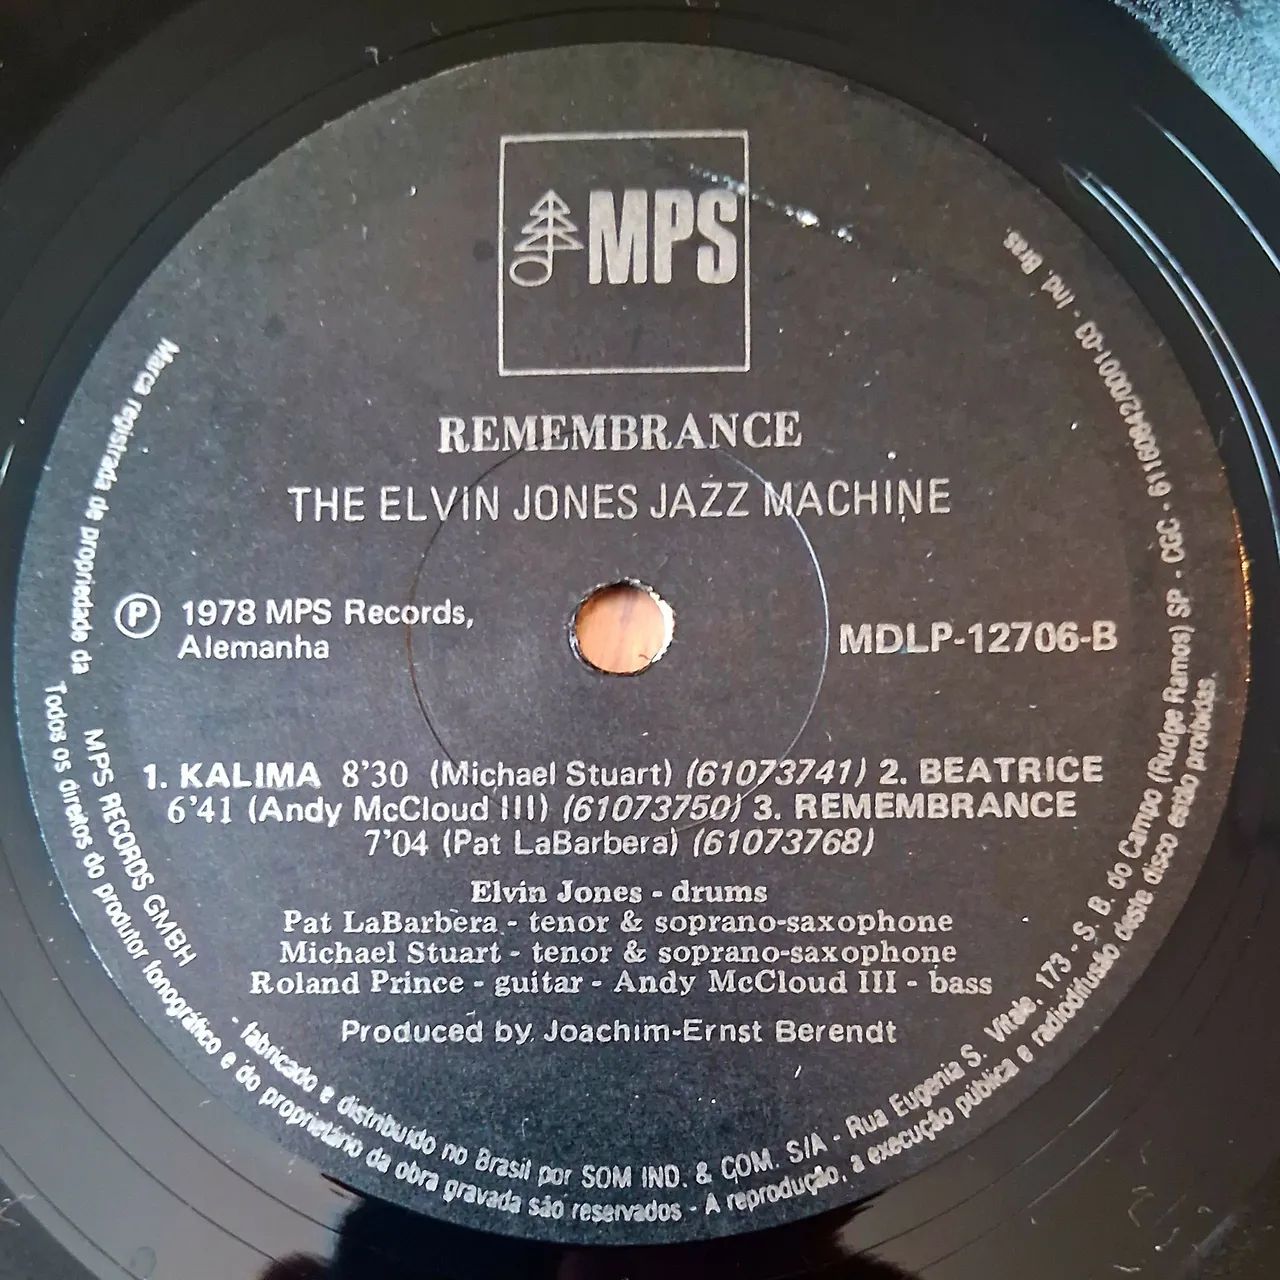 MPS
REMEMBRANCE
THE ELVIN JONES JAZZ MACHINE
Ⓟ 1978 MPS Records,
Alemanha
MDLP-12706-B
1. KALIMA 8'30 (Michael Stuart) (61073741) 2. BEATRICE
6'41 (Andy McCloud III) (61073750) 3. REMEMBRANCE
7'04 (Pat LaBarbera) (61073768)
Elvin Jones - drums
Pat LaBarbera - tenor & soprano-saxophone
Michael Stuart - tenor & soprano-saxophone
Roland Prince - guitar - Andy McCloud III - bass
Produced by Joachim-Ernst Berendt
Marca registrada de propriedade da MPS RECORDS GMBH - fabricado e distribuído no Brasil por SOM IND. & COM. S/A - Rua Eugenia S. Vitale, 173 - S. B. do Campo (Rudge Ramos) SP - CGC - 61160842/0001-03 - Ind. Bras.
Todos os direitos do produtor fonográfico e do proprietário da obra gravada são reservados - A reprodução, a execução pública e radiodifusão deste disco estão proibidas.